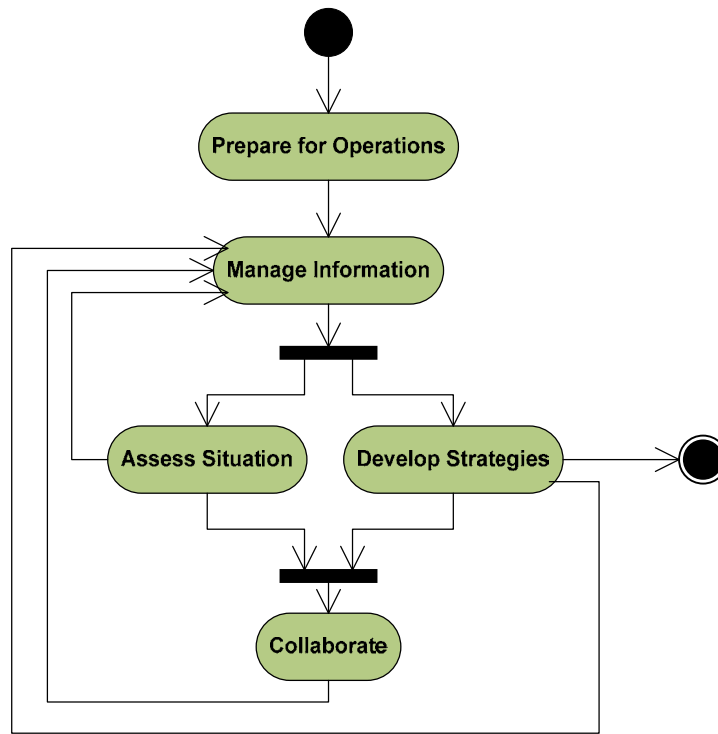 Prepare for Operations
Manage Information
Assess Situation
Develop Strategies
Collaborate